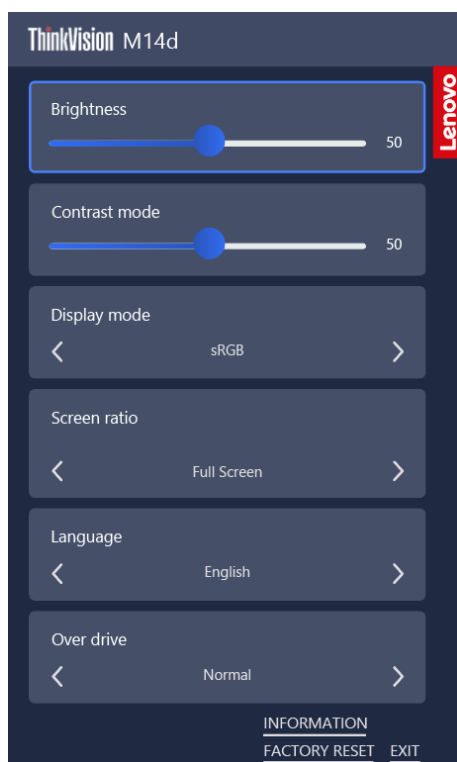 ThinkVision M14d
Lenovo
Brightness
50
Contrast mode
50
Display mode
sRGB
Screen ratio
Full Screen
Language
English
Over drive
Normal
INFORMATION
FACTORY RESET EXIT